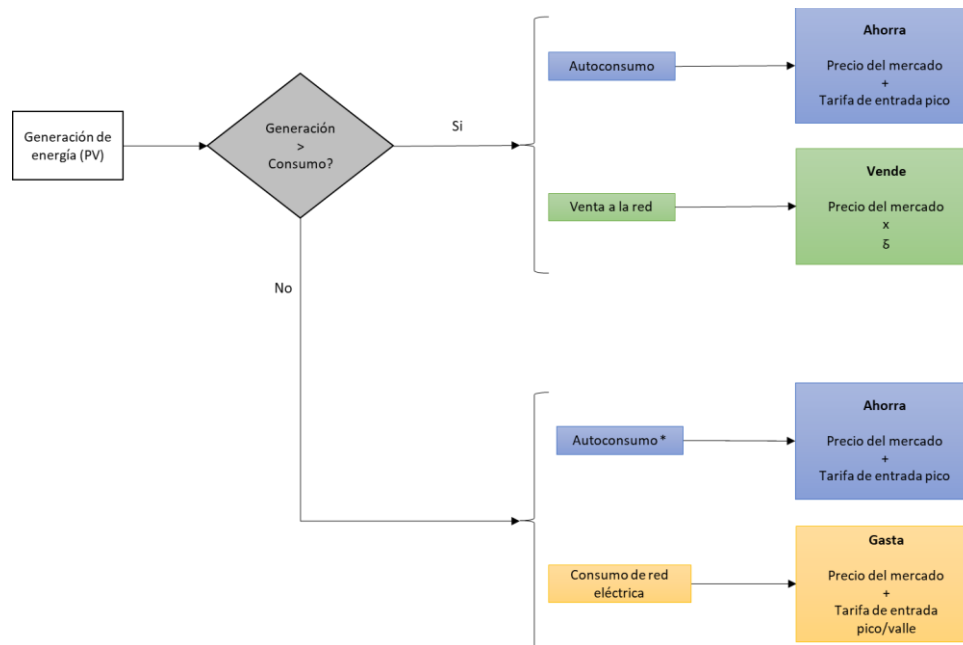 Generación de
energía (PV)
Generación
>
Consumo?
Si
Autoconsumo
Ahorra
Precio del mercado
+
Tarifa de entrada pico
Venta a la red
Vende
Precio del mercado
x
δ
No
Autoconsumo *
Ahorra
Precio del mercado
+
Tarifa de entrada pico
Consumo de red
eléctrica
Gasta
Precio del mercado
+
Tarifa de entrada
pico/valle